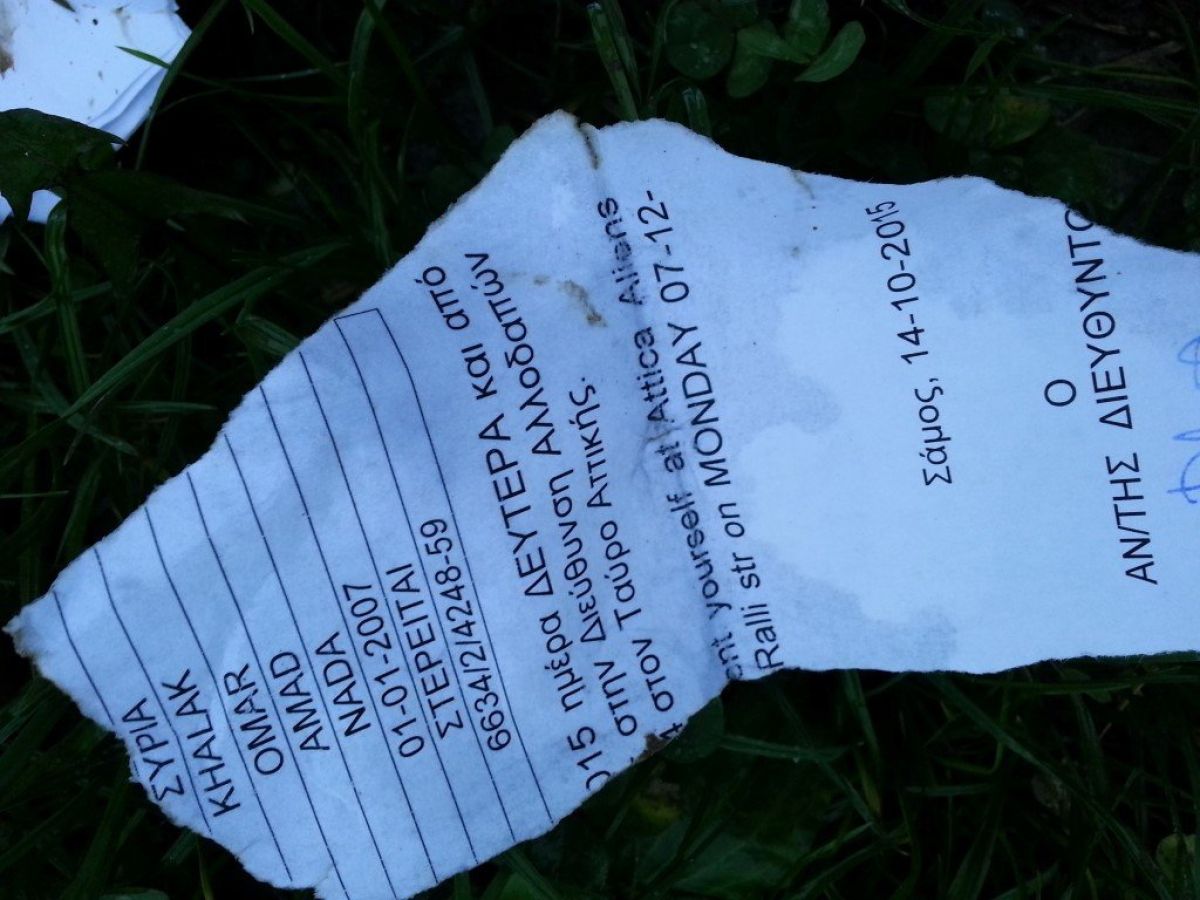 ΣΥΡΙΑ
KHALAK
OMAR
AMAD
NADA
01-01-2007
ΣΤΕΡΕΙΤΑΙ
6634/2/4248-59
015 ημέρα ΔΕΥΤΕΡΑ και από
στην Διεύθυνση Αλλοδαπών
4 στον Ταύρο Αττικής.
ent yourself at Attica Aliens
Ralli str on MONDAY 07-12-
Σάμος, 14-10-2015
Ο
ΑΝ/ΤΗΣ ΔΙΕΥΘΥΝΤΟ